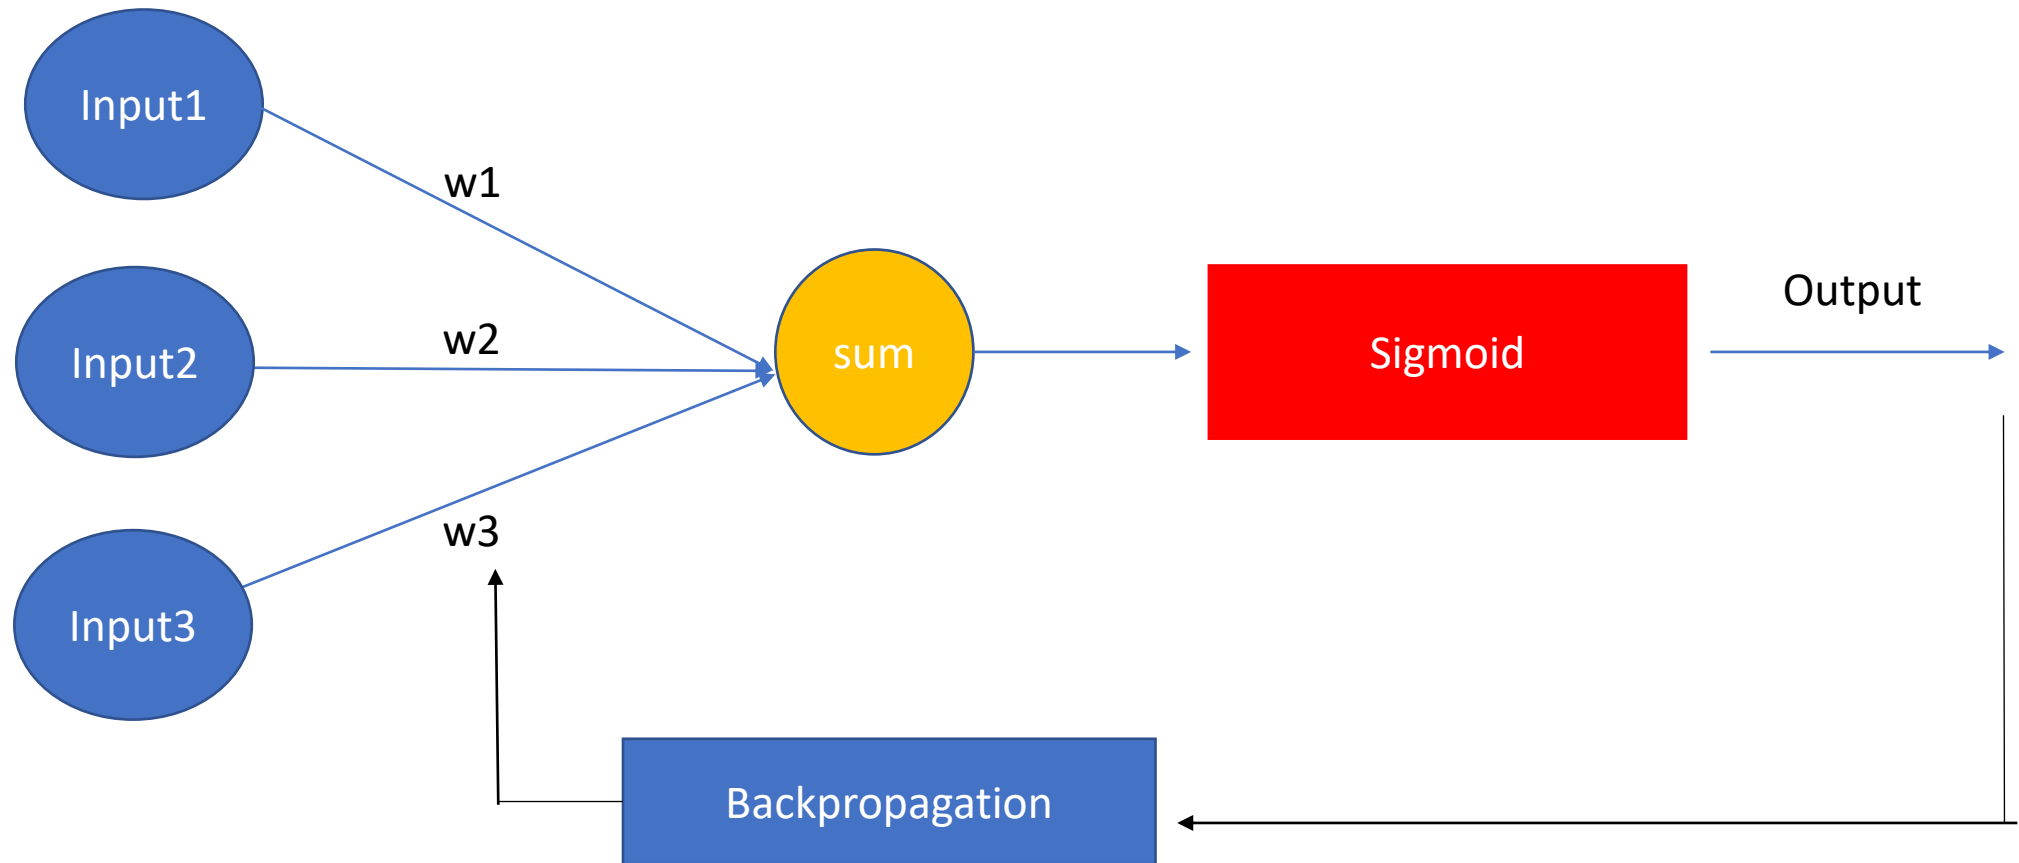 Input1
w1
Input2
w2
sum
Sigmoid
Output
w3
Input3
Backpropagation